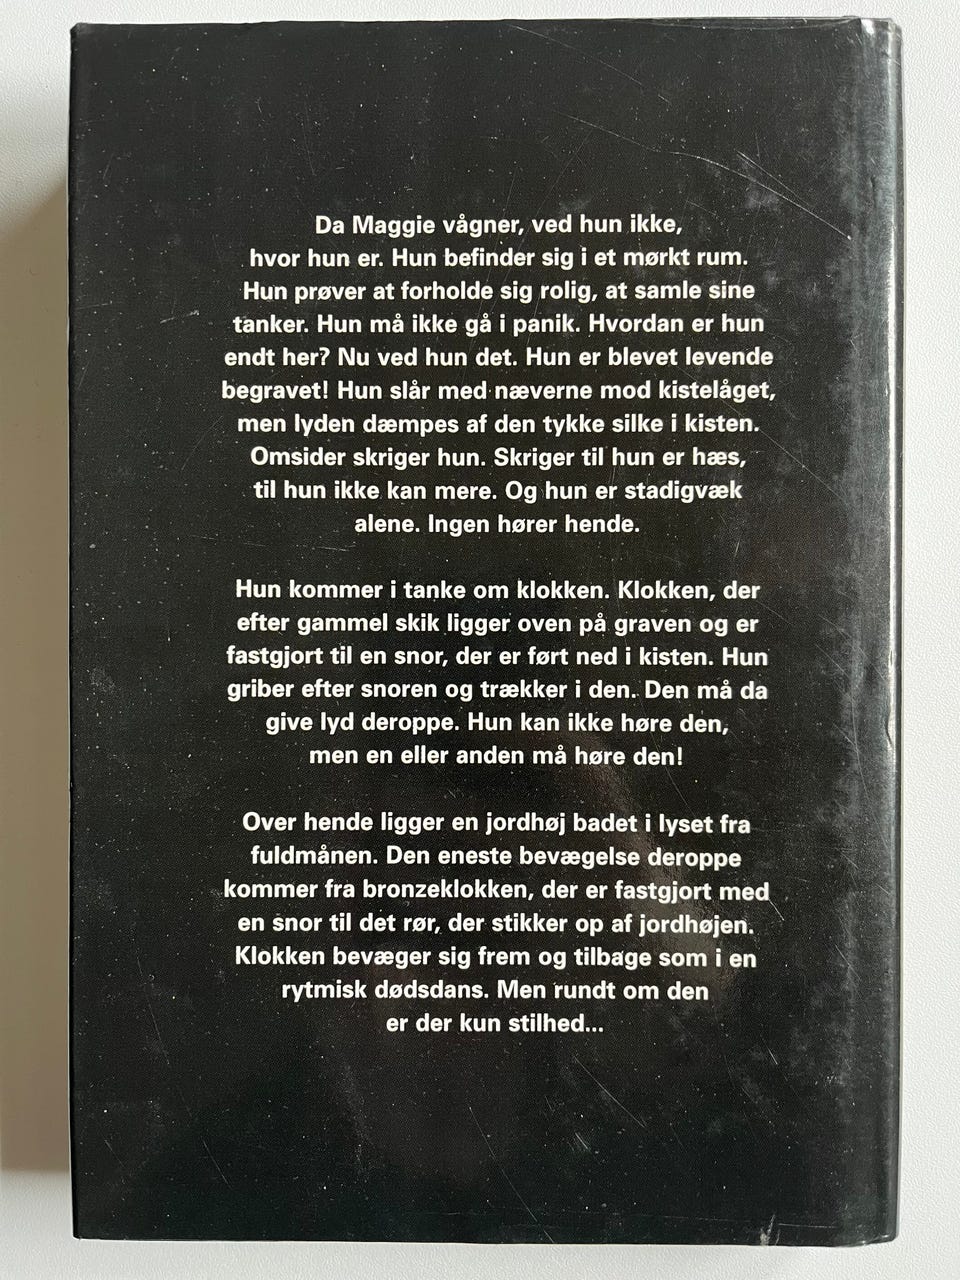 Da Maggie vågner, ved hun ikke,
hvor hun er. Hun befinder sig i et mørkt rum.
Hun prøver at forholde sig rolig, at samle sine
tanker. Hun må ikke gå i panik. Hvordan er hun
endt her? Nu ved hun det. Hun er blevet levende
begravet! Hun slår med næverne mod kistelåget,
men lyden dæmpes af den tykke silke i kisten.
Omsider skriger hun. Skriger til hun er hæs,
til hun ikke kan mere. Og hun er stadigvæk
alene. Ingen hører hende.
Hun kommer i tanke om klokken. Klokken, der
efter gammel skik ligger oven på graven og er
fastgjort til en snor, der er ført ned i kisten. Hun
griber efter snoren og trækker i den. Den må da
give lyd deroppe. Hun kan ikke høre den,
men en eller anden må høre den!
Over hende ligger en jordhøj badet i lyset fra
fuldmånen. Den eneste bevægelse deroppe
kommer fra bronzeklokken, der er fastgjort med
en snor til det rør, der stikker op af jordhøjen.
Klokken bevæger sig frem og tilbage som i en
rytmisk dødsdans. Men rundt om den
er der kun stilhed...